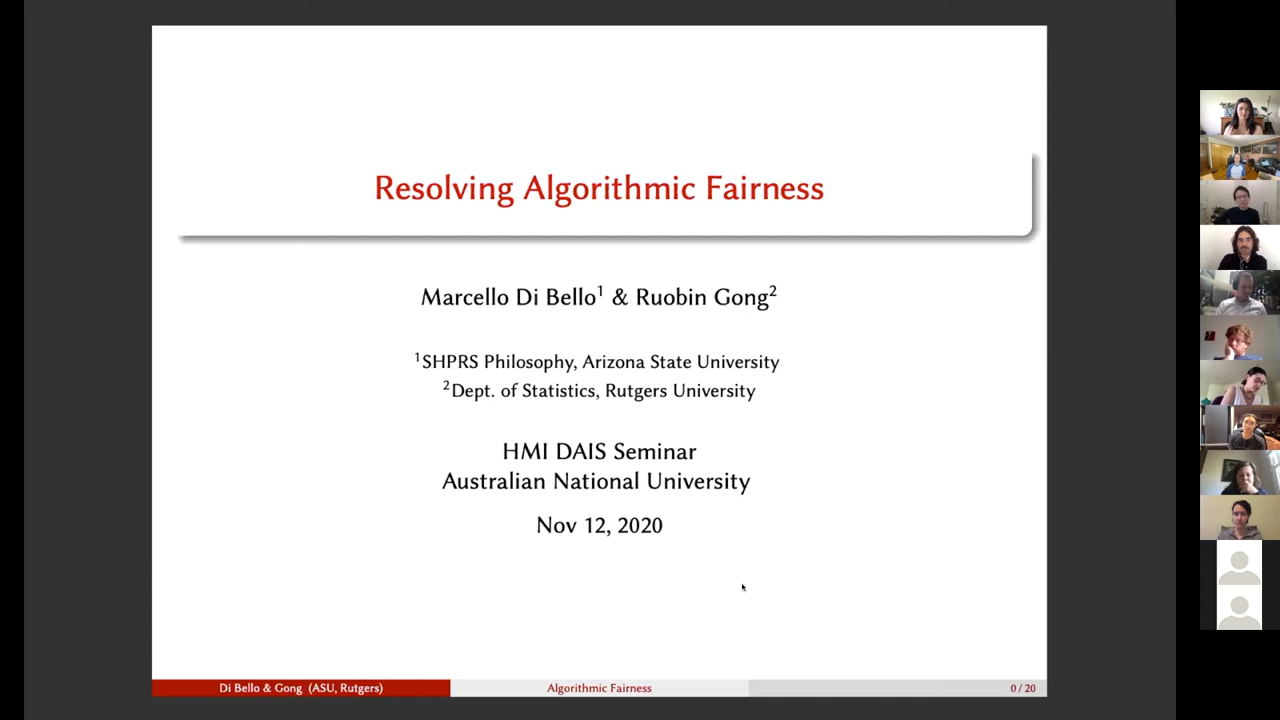 Resolving Algorithmic Fairness
Marcello Di Bello¹ & Ruobin Gong²
¹SHPRS Philosophy, Arizona State University
²Dept. of Statistics, Rutgers University
HMI DAIS Seminar
Australian National University
Nov 12, 2020
Di Bello & Gong (ASU, Rutgers)
Algorithmic Fairness
0 / 20